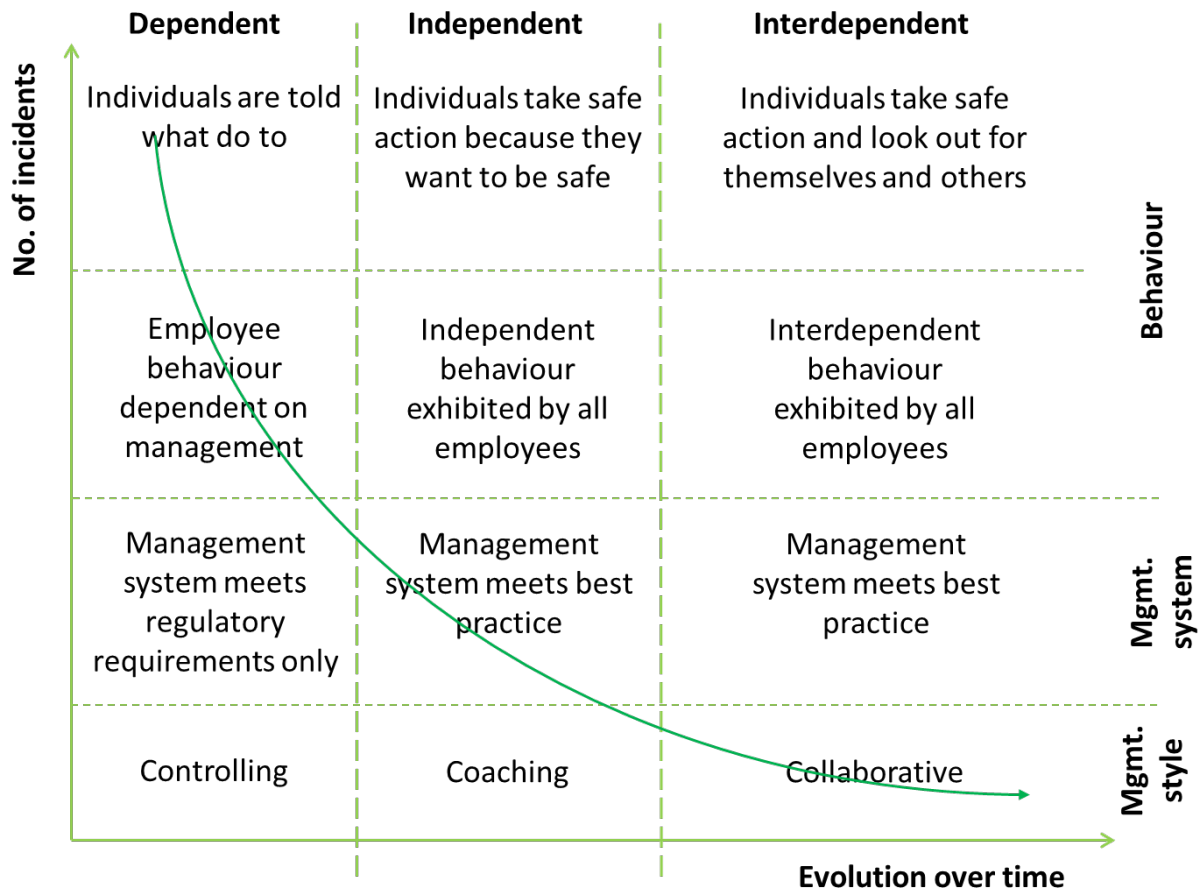 Dependent
Independent
Interdependent
No. of incidents
Individuals are told
what do to
Individuals take safe
action because they
want to be safe
Individuals take safe
action and look out for
themselves and others
Behaviour
Employee
behaviour
dependent on
management
Independent
behaviour
exhibited by all
employees
Interdependent
behaviour
exhibited by all
employees
Management
system meets
regulatory
requirements only
Management
system meets best
practice
Management
system meets best
practice
Mgmt.
system
Controlling
Coaching
Collaborative
Mgmt.
style
Evolution over time